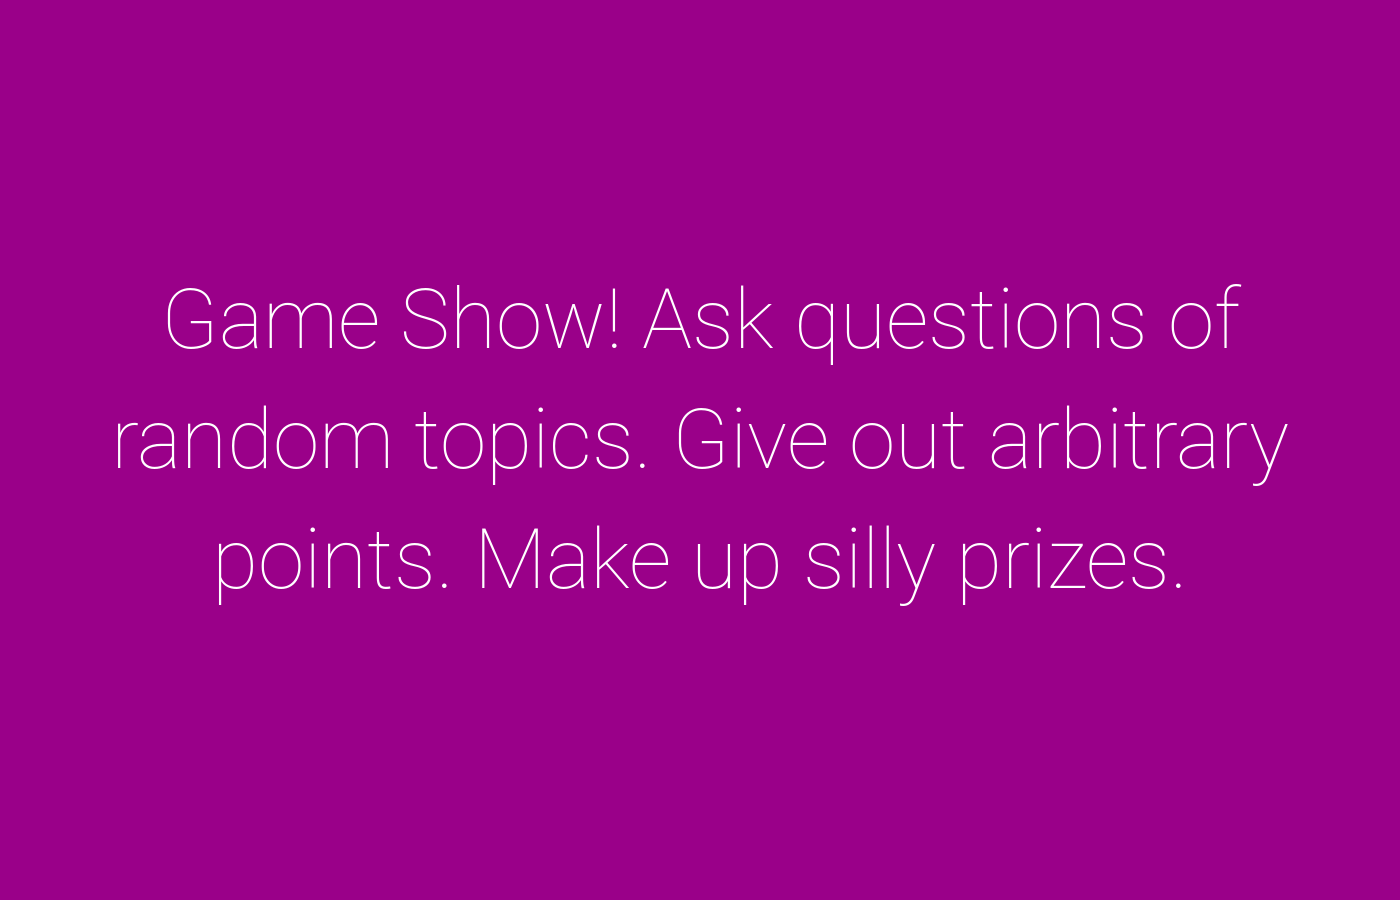 Game Show! Ask questions of
random topics. Give out arbitrary
points. Make up silly prizes.